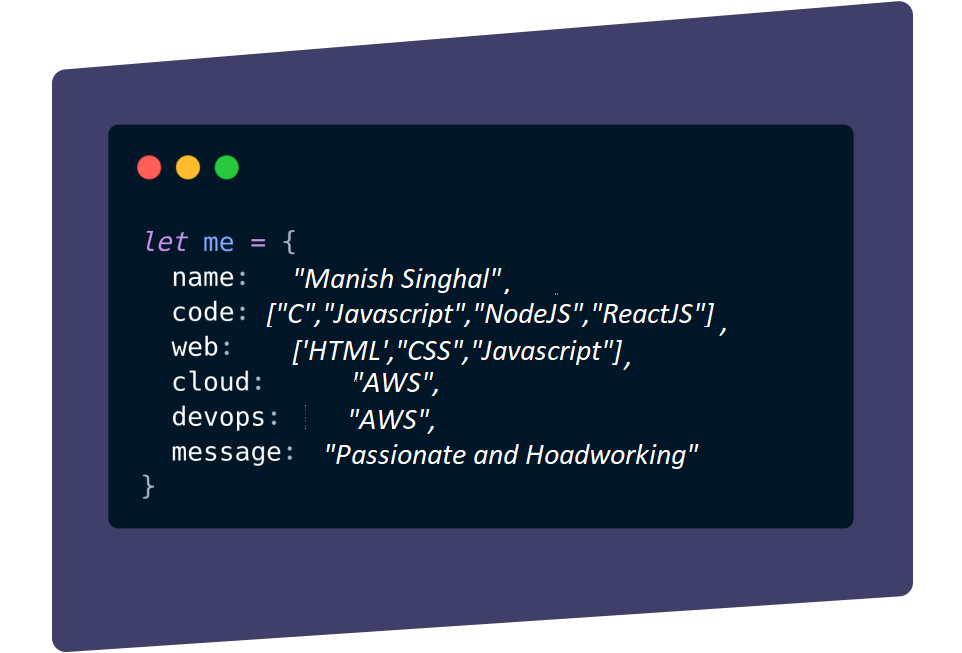 let me = {
name: "Manish Singhal",
code: ["C","Javascript","NodeJS","ReactJS"],
web: ['HTML',"CSS","Javascript"],
cloud: "AWS",
devops: "AWS",
message: "Passionate and Hoadworking"
}